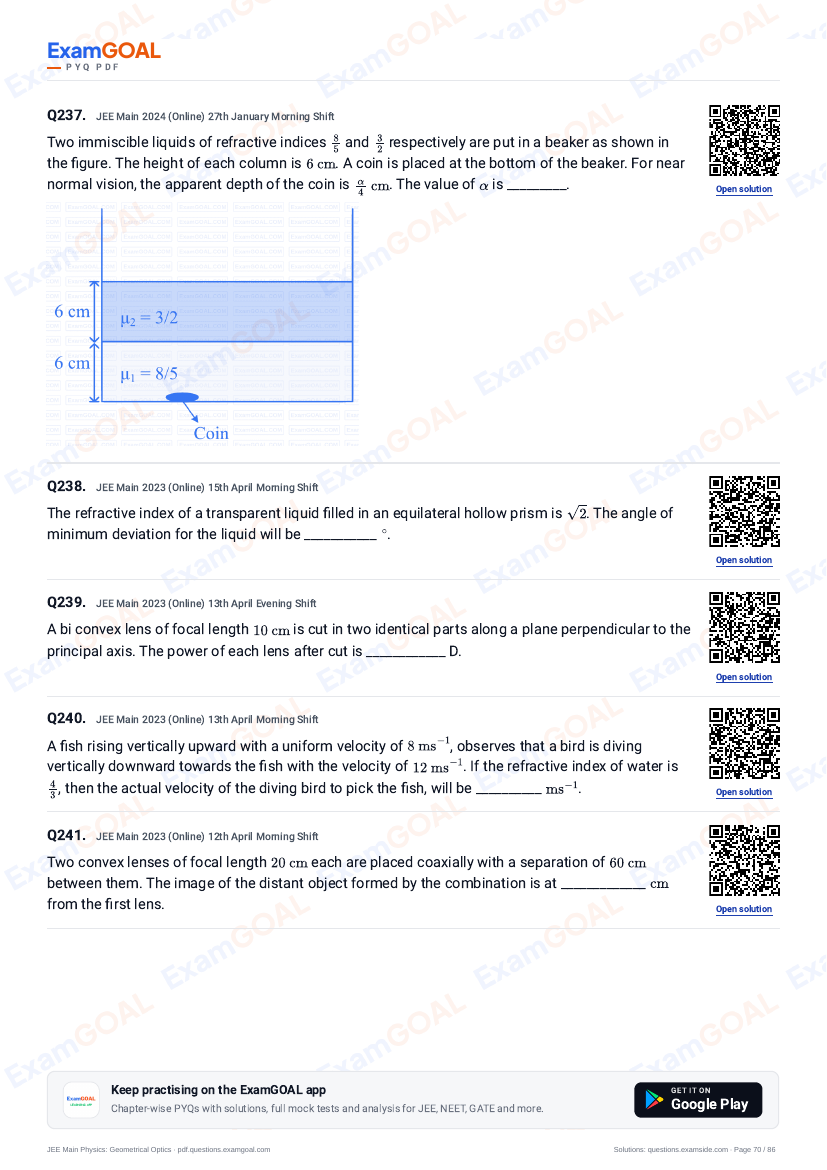 ExamGOAL
PYQ PDF
Q237. JEE Main 2024 (Online) 27th January Morning Shift
Two immiscible liquids of refractive indices 8/5 and 3/2 respectively are put in a beaker as shown in
the figure. The height of each column is 6 cm. A coin is placed at the bottom of the beaker. For near
normal vision, the apparent depth of the coin is α/4 cm. The value of α is _________.
Open solution
6 cm
μ₂ = 3/2
6 cm
μ₁ = 8/5
Coin
Q238. JEE Main 2023 (Online) 15th April Morning Shift
The refractive index of a transparent liquid filled in an equilateral hollow prism is √2. The angle of
minimum deviation for the liquid will be ___________ °.
Open solution
Q239. JEE Main 2023 (Online) 13th April Evening Shift
A bi convex lens of focal length 10 cm is cut in two identical parts along a plane perpendicular to the
principal axis. The power of each lens after cut is ____________ D.
Open solution
Q240. JEE Main 2023 (Online) 13th April Morning Shift
A fish rising vertically upward with a uniform velocity of 8 ms⁻¹, observes that a bird is diving
vertically downward towards the fish with the velocity of 12 ms⁻¹. If the refractive index of water is
4/3, then the actual velocity of the diving bird to pick the fish, will be __________ ms⁻¹.
Open solution
Q241. JEE Main 2023 (Online) 12th April Morning Shift
Two convex lenses of focal length 20 cm each are placed coaxially with a separation of 60 cm
between them. The image of the distant object formed by the combination is at _____________ cm
from the first lens.
Open solution
ExamGOAL
Keep practising on the ExamGOAL app
Chapter-wise PYQs with solutions, full mock tests and analysis for JEE, NEET, GATE and more.
GET IT ON
Google Play
JEE Main Physics: Geometrical Optics · pdf.questions.examgoal.com
Solutions: questions.examside.com · Page 70 / 86